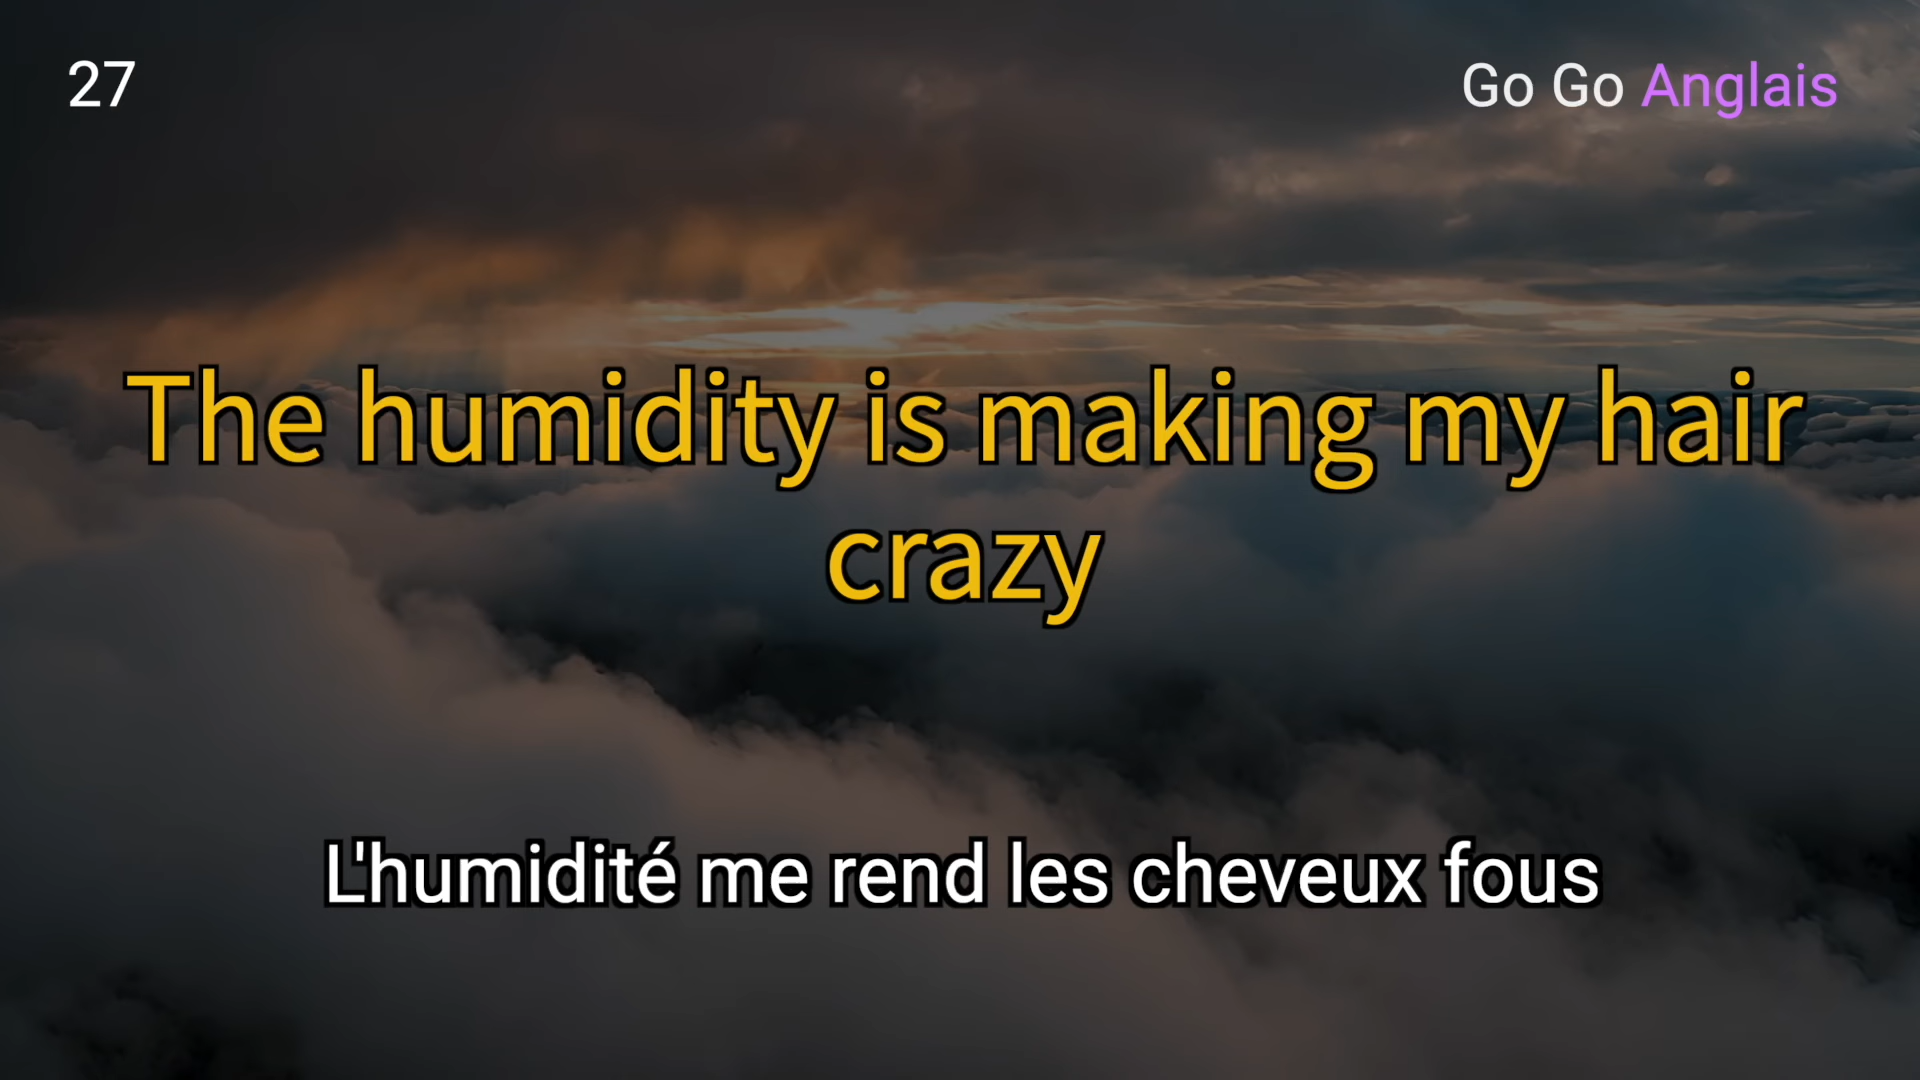 27
Go Go Anglais
The humidity is making my hair
crazy
L'humidité me rend les cheveux fous